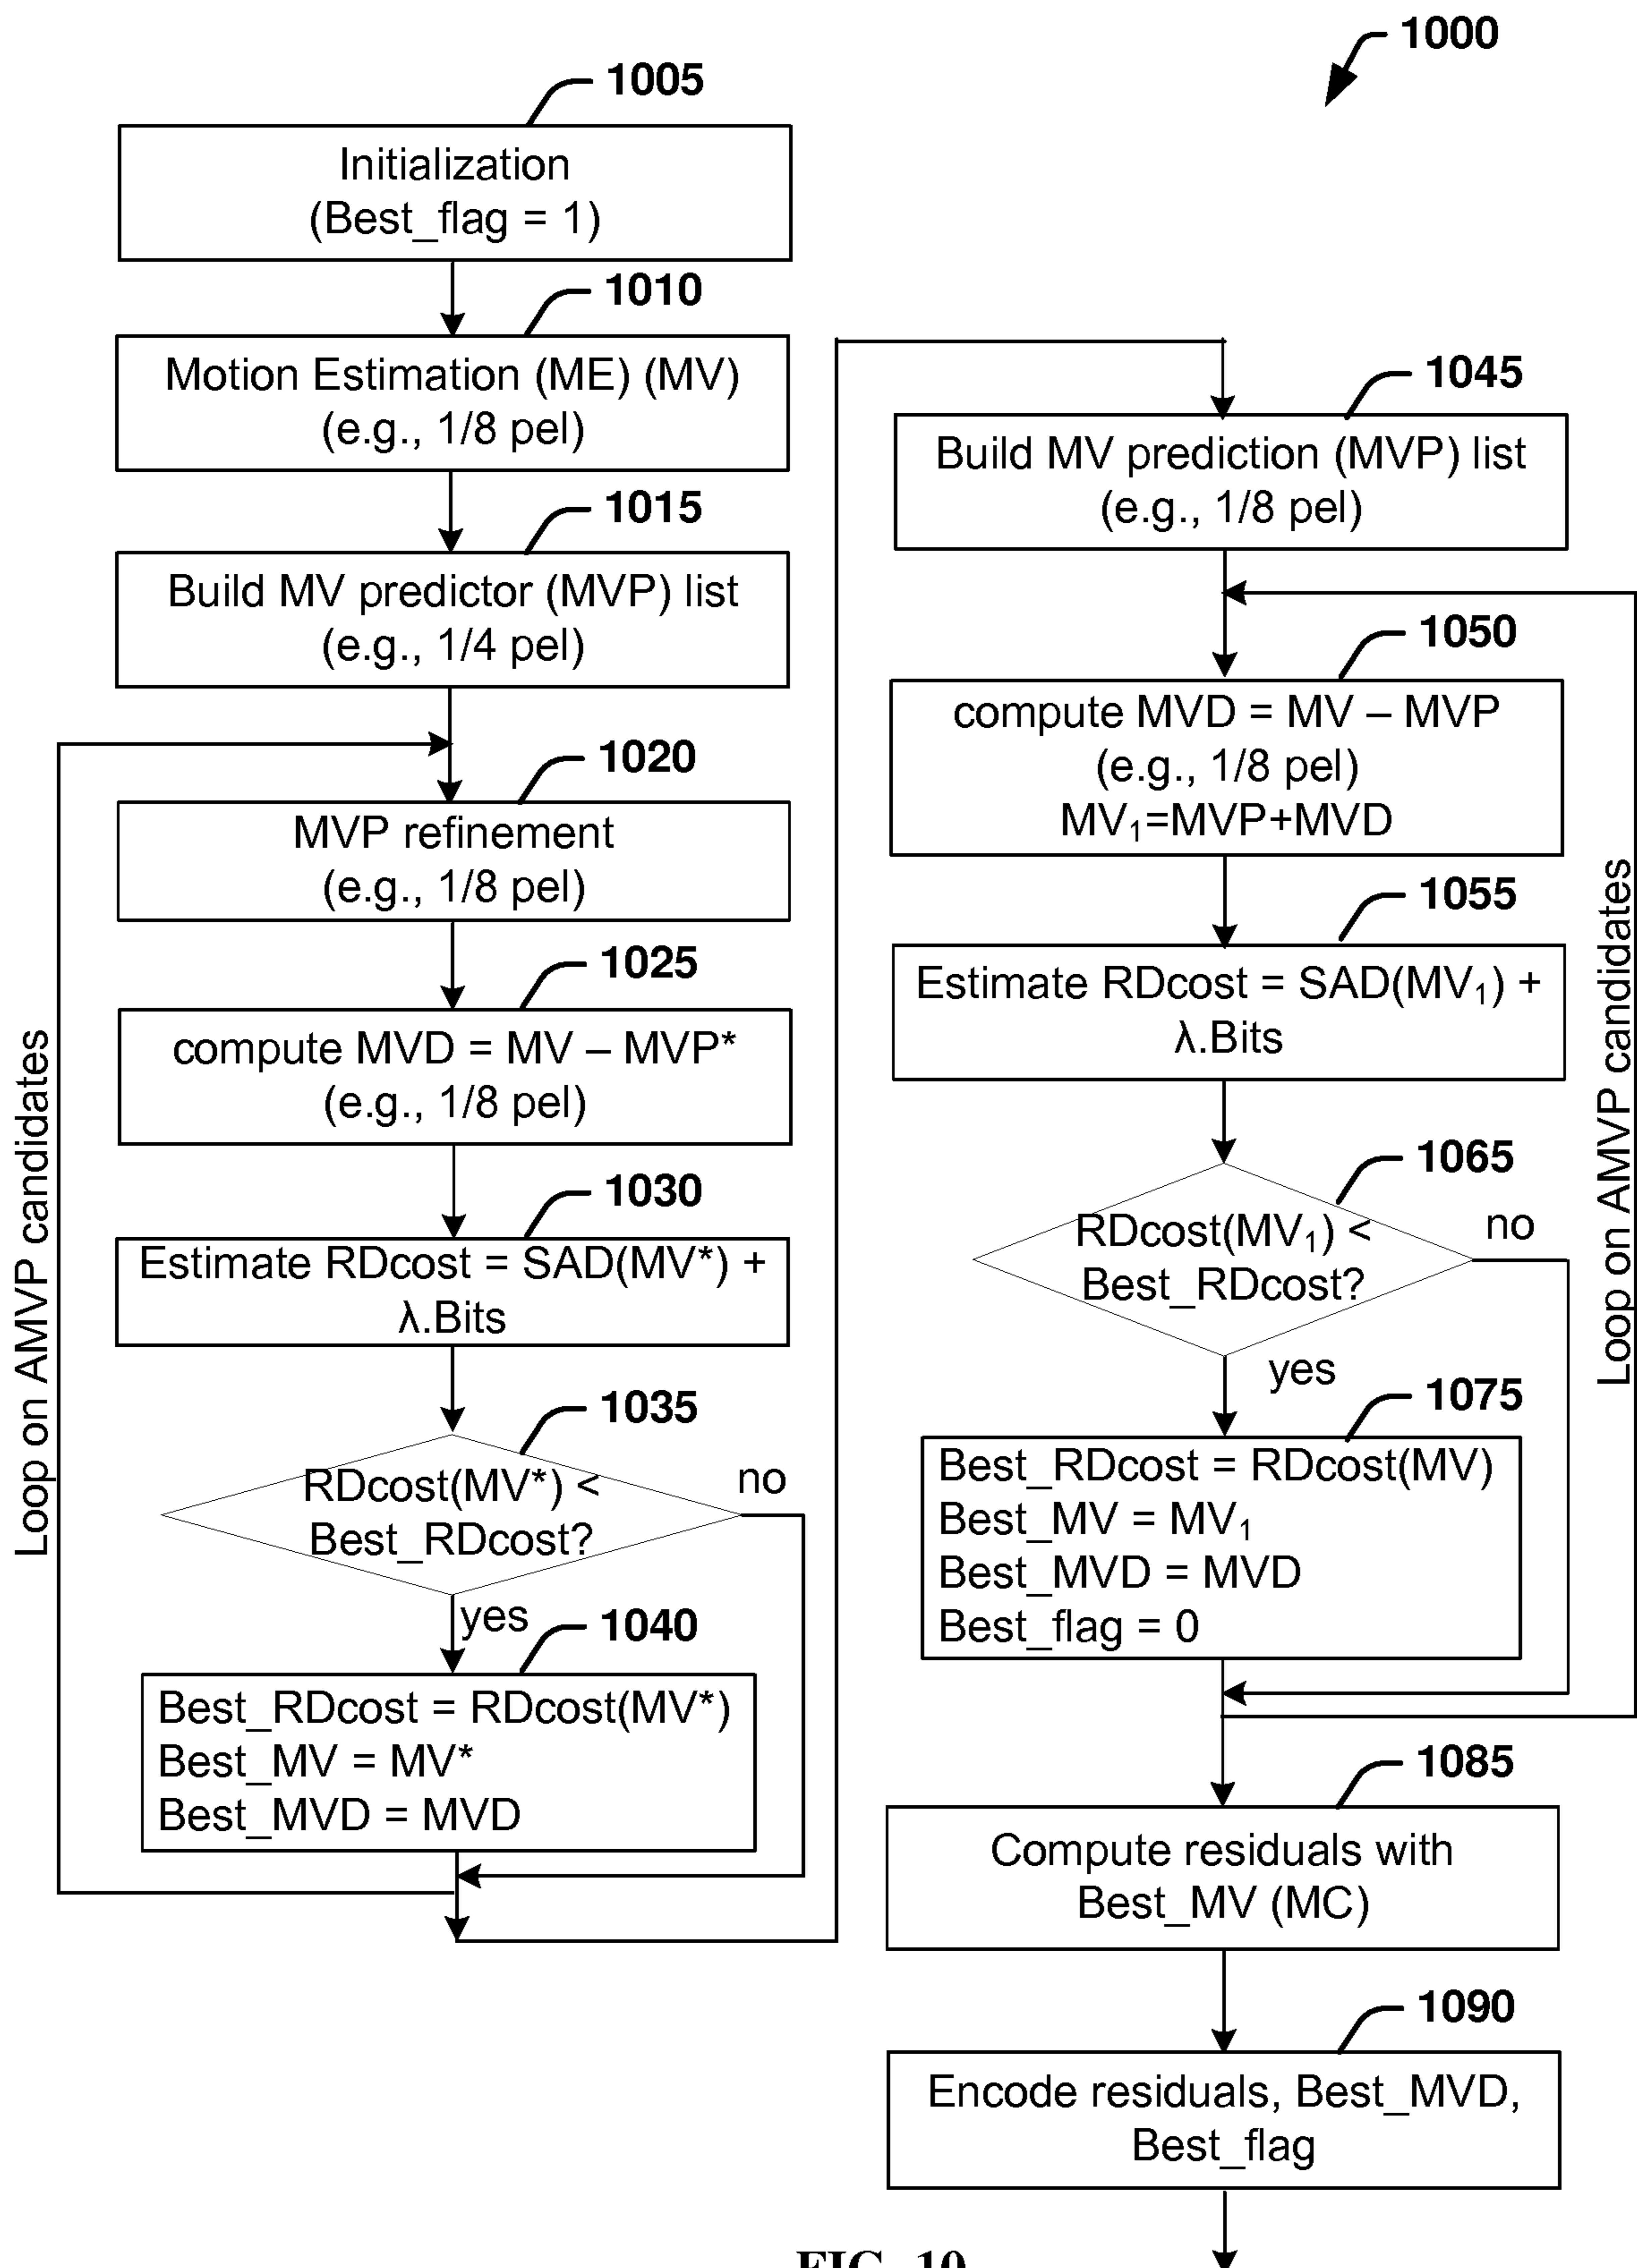 1000
1005
Initialization
(Best_flag = 1)
1010
Motion Estimation (ME) (MV)
(e.g., 1/8 pel)
1015
Build MV predictor (MVP) list
(e.g., 1/4 pel)
1020
MVP refinement
(e.g., 1/8 pel)
1025
compute MVD = MV – MVP*
(e.g., 1/8 pel)
1030
Estimate RDcost = SAD(MV*) +
λ.Bits
1035
RDcost(MV*) <
Best_RDcost?
no
yes
1040
Best_RDcost = RDcost(MV*)
Best_MV = MV*
Best_MVD = MVD
Loop on AMVP candidates
1045
Build MV prediction (MVP) list
(e.g., 1/8 pel)
1050
compute MVD = MV – MVP
(e.g., 1/8 pel)
MV₁=MVP+MVD
1055
Estimate RDcost = SAD(MV₁) +
λ.Bits
1065
RDcost(MV₁) <
Best_RDcost?
no
yes
1075
Best_RDcost = RDcost(MV)
Best_MV = MV₁
Best_MVD = MVD
Best_flag = 0
Loop on AMVP candidates
1085
Compute residuals with
Best_MV (MC)
1090
Encode residuals, Best_MVD,
Best_flag
FIG. 10